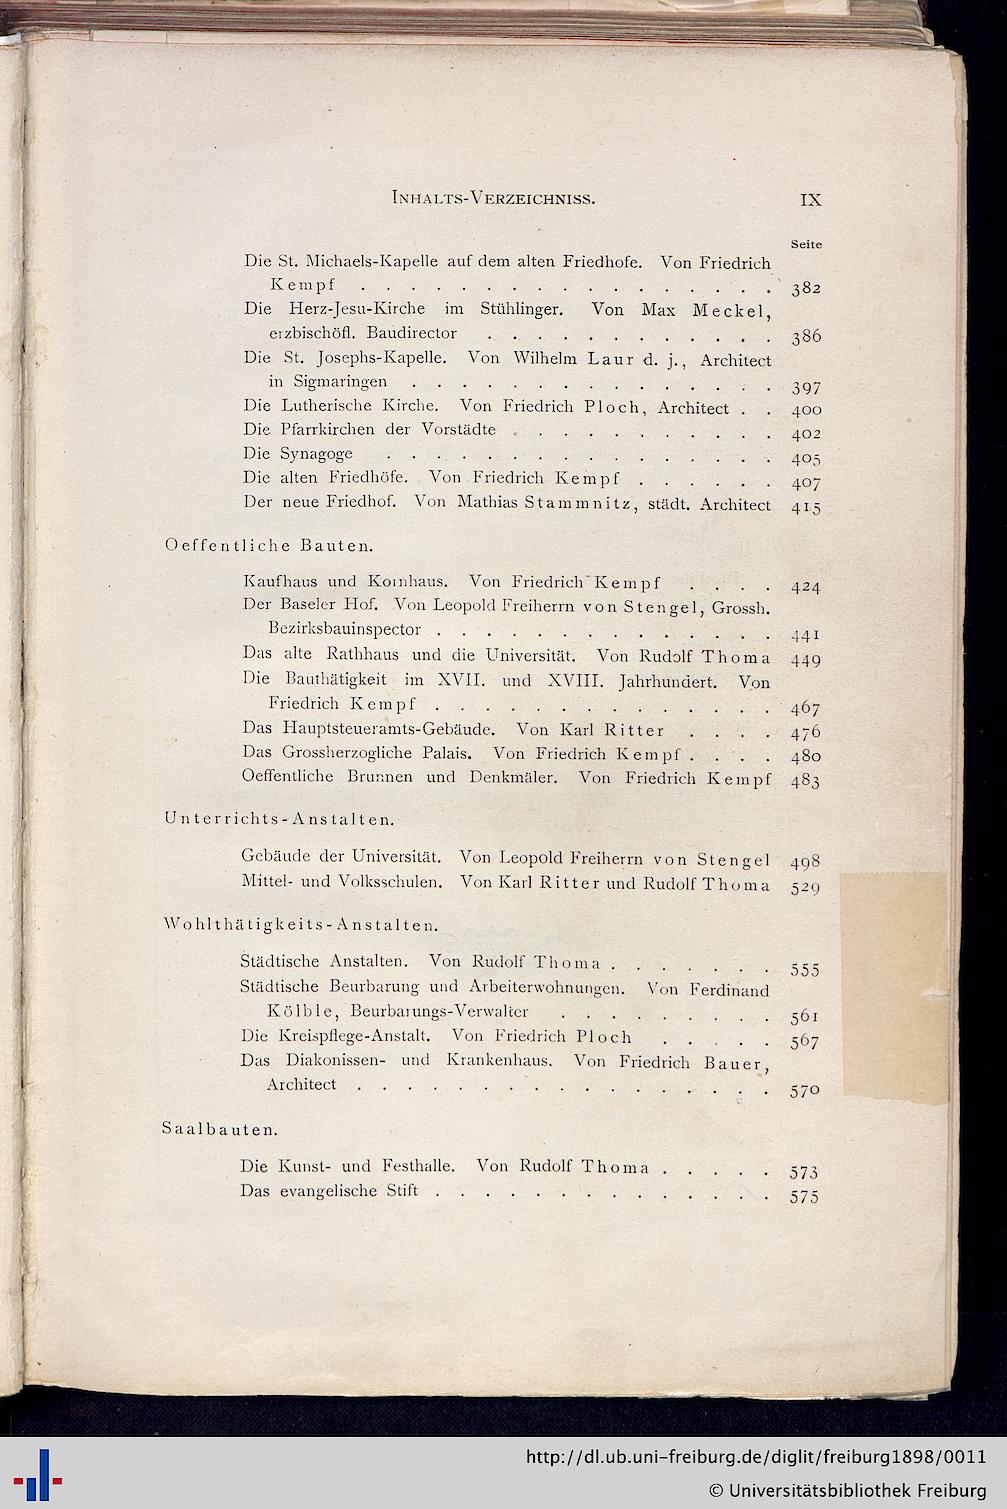 INHALTS-VERZEICHNISS. IX
Seite
Die St. Michaels-Kapelle auf dem alten Friedhofe. Von Friedrich
Kempf . . . . . . . . . . . . . . . . . 382
Die Herz-Jesu-Kirche im Stühlinger. Von Max Meckel,
erzbischöfl. Baudirector . . . . . . . . . . . . 386
Die St. Josephs-Kapelle. Von Wilhelm Laur d. j., Architect
in Sigmaringen . . . . . . . . . . . . . . . 397
Die Lutherische Kirche. Von Friedrich Ploch, Architect . . 400
Die Pfarrkirchen der Vorstädte . . . . . . . . . . . 402
Die Synagoge . . . . . . . . . . . . . . . . 405
Die alten Friedhöfe. Von Friedrich Kempf . . . . . . 407
Der neue Friedhof. Von Mathias Stammnitz, städt. Architect 415
Oeffentliche Bauten.
Kaufhaus und Kornhaus. Von Friedrich Kempf . . . . 424
Der Baseler Hof. Von Leopold Freiherrn von Stengel, Grossh.
Bezirksbauinspector . . . . . . . . . . . . . . 441
Das alte Rathhaus und die Universität. Von Rudolf Thoma 449
Die Bauthätigkeit im XVII. und XVIII. Jahrhundert. Von
Friedrich Kempf . . . . . . . . . . . . . . 467
Das Hauptsteueramts-Gebäude. Von Karl Ritter . . . . 476
Das Grossherzogliche Palais. Von Friedrich Kempf . . . . 480
Oeffentliche Brunnen und Denkmäler. Von Friedrich Kempf 483
Unterrichts-Anstalten.
Gebäude der Universität. Von Leopold Freiherrn von Stengel 498
Mittel- und Volksschulen. Von Karl Ritter und Rudolf Thoma 529
Wohlthätigkeits-Anstalten.
Städtische Anstalten. Von Rudolf Thoma . . . . . . . 555
Städtische Beurbarung und Arbeiterwohnungen. Von Ferdinand
Kölble, Beurbarungs-Verwalter . . . . . . . . . 561
Die Kreispflege-Anstalt. Von Friedrich Ploch . . . . . 567
Das Diakonissen- und Krankenhaus. Von Friedrich Bauer,
Architect . . . . . . . . . . . . . . . . . 570
Saalbauten.
Die Kunst- und Festhalle. Von Rudolf Thoma . . . . . 573
Das evangelische Stift . . . . . . . . . . . . . . 575
http://dl.ub.uni-freiburg.de/diglit/freiburg1898/0011
© Universitätsbibliothek Freiburg